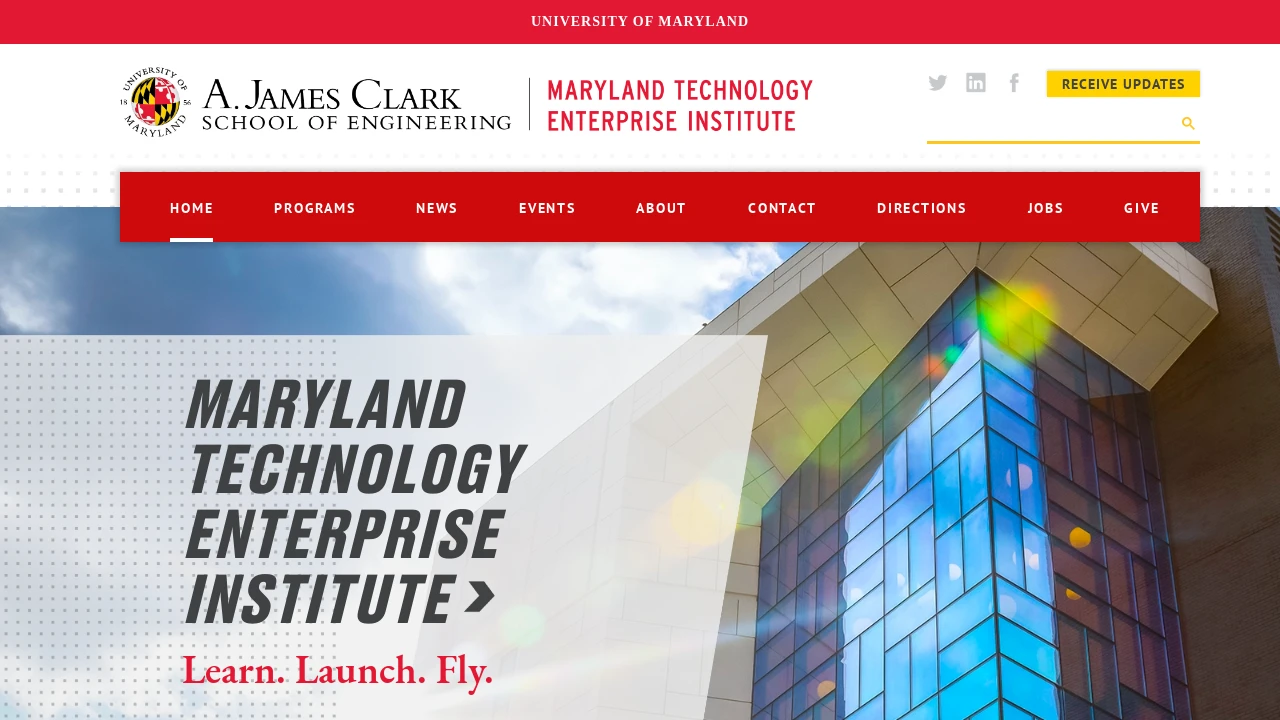 UNIVERSITY OF MARYLAND
UNIVERSITY OF
18 56
MARYLAND
A. JAMES CLARK
SCHOOL OF ENGINEERING
MARYLAND TECHNOLOGY
ENTERPRISE INSTITUTE
RECEIVE UPDATES
HOME PROGRAMS NEWS EVENTS ABOUT CONTACT DIRECTIONS JOBS GIVE
MARYLAND
TECHNOLOGY
ENTERPRISE
INSTITUTE
Learn. Launch. Fly.